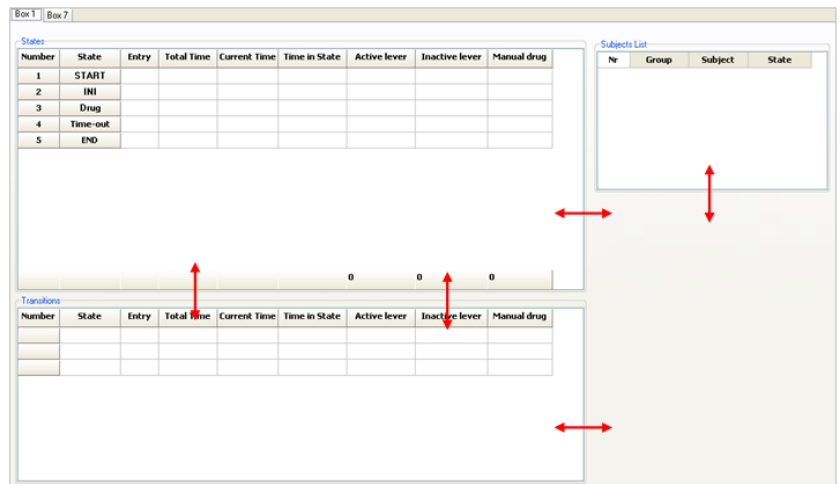 Box 1 Box 7
States
Number State Entry Total Time Current Time Time in State Active lever Inactive lever Manual drug
1 START
2 INI
3 Drug
4 Time-out
5 END
0 0 0
Transitions
Number State Entry Total Time Current Time Time in State Active lever Inactive lever Manual drug
Subjects List
Nr Group Subject State